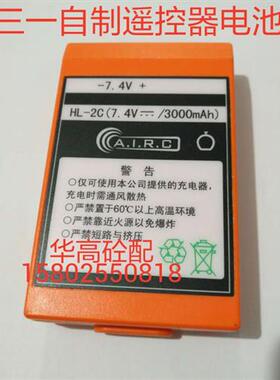 三一自制遥控器电池
-7.4V +
HL-2C(7.4V⎓/3000mAh)
A.I.R.C
警 告
●仅可使用本公司提供的充电器，
充电时需通风散热
●严禁置于60℃以上高温环境
●严禁靠近火源以免爆炸
●严禁短路与挤压
华高砼配
15802550818